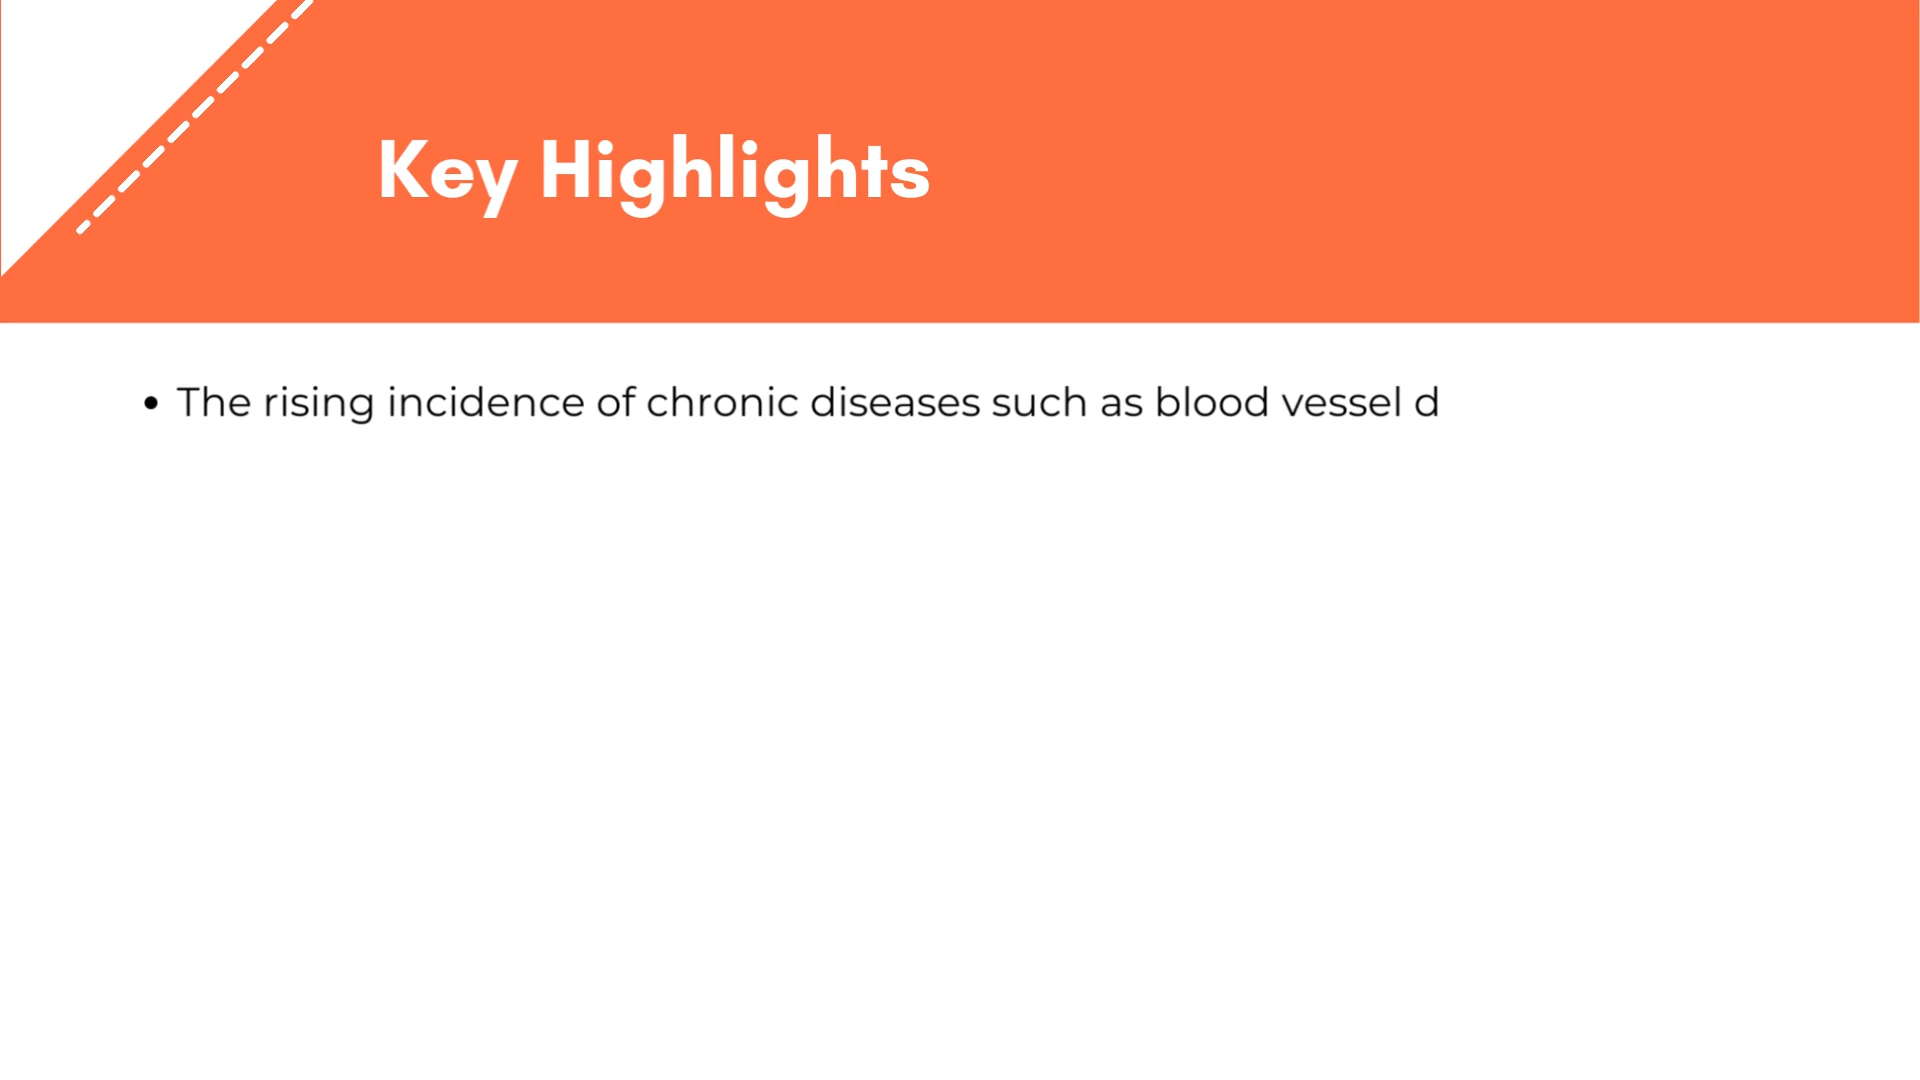 Key Highlights
• The rising incidence of chronic diseases such as blood vessel d